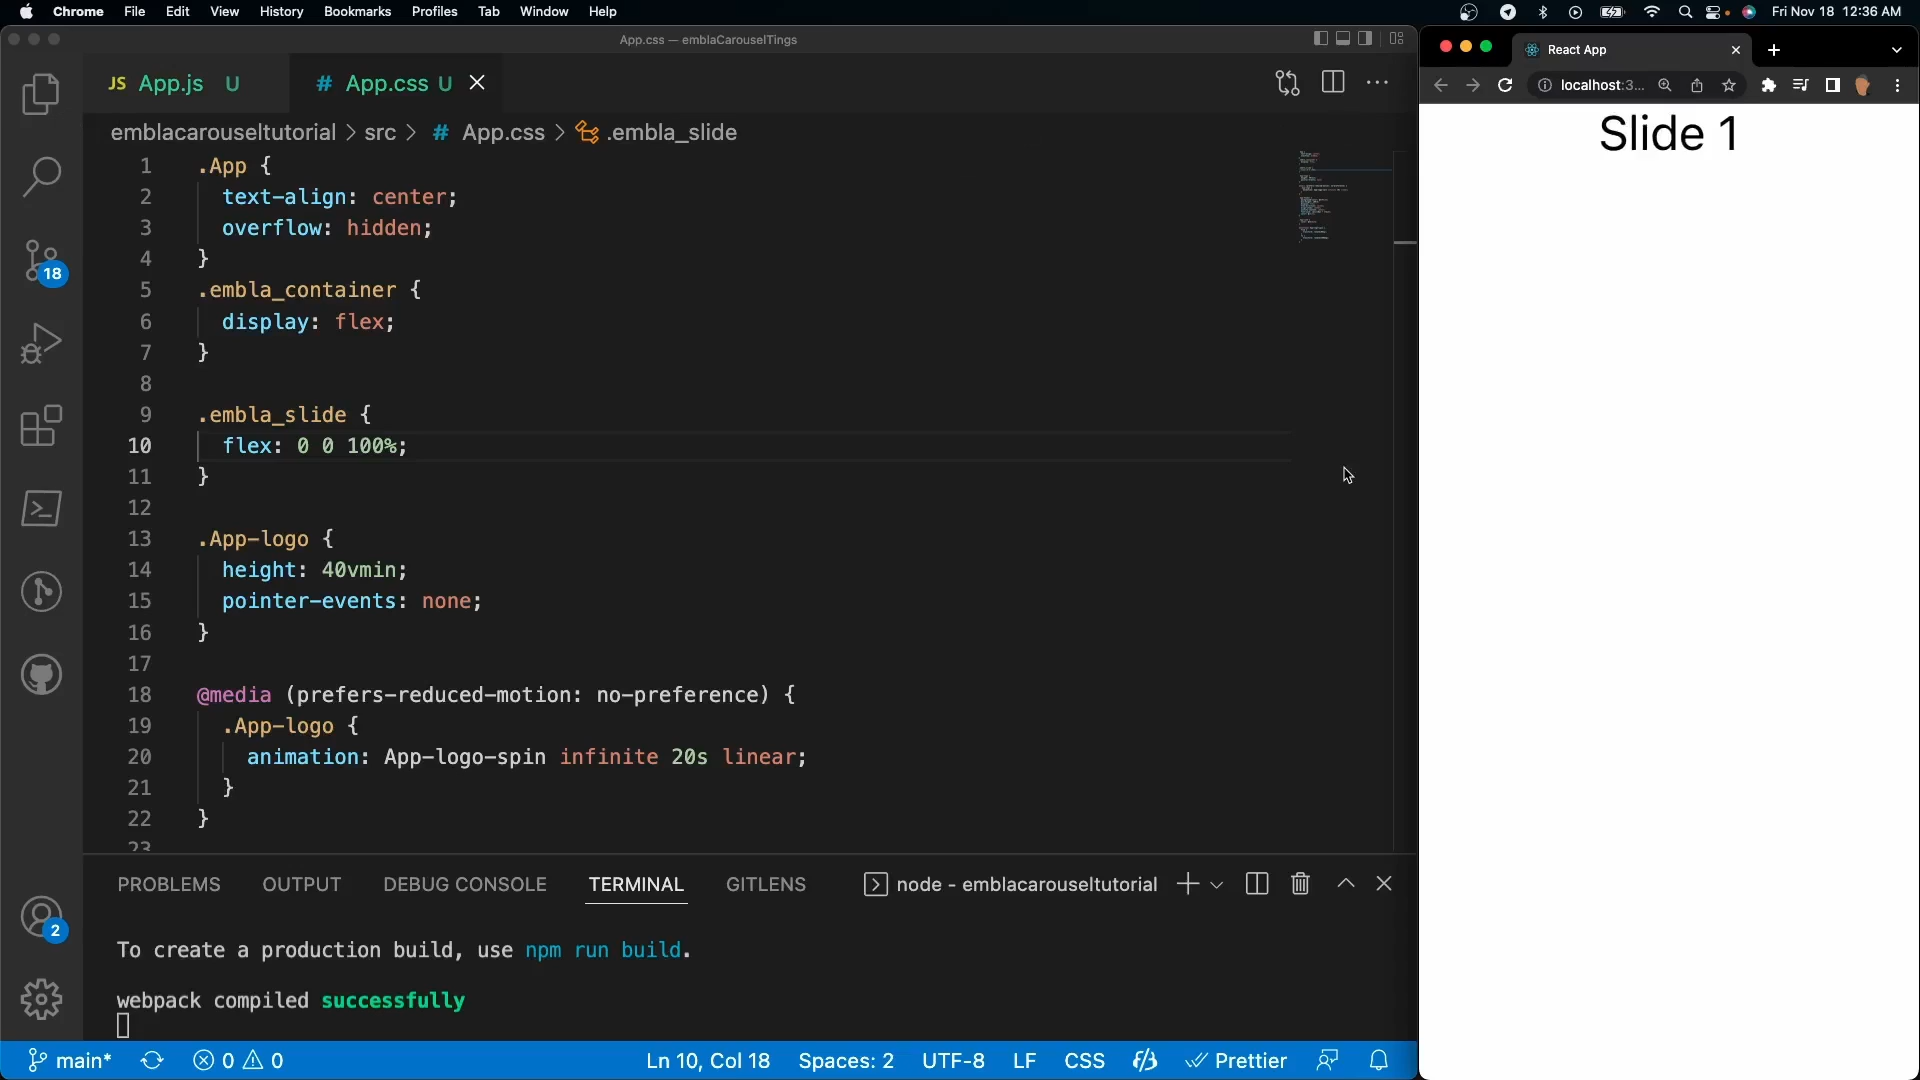 Chrome File Edit View History Bookmarks Profiles Tab Window Help Fri Nov 18 12:36 AM
App.css — emblaCarouselTings
JS App.js U # App.css U
emblacarouseltutorial > src > # App.css > .embla_slide
1 .App {
2 text-align: center;
3 overflow: hidden;
4 }
5 .embla_container {
6 display: flex;
7 }
8
9 .embla_slide {
10 flex: 0 0 100%;
11 }
12
13 .App-logo {
14 height: 40vmin;
15 pointer-events: none;
16 }
17
18 @media (prefers-reduced-motion: no-preference) {
19 .App-logo {
20 animation: App-logo-spin infinite 20s linear;
21 }
22 }
23
18
2
PROBLEMS OUTPUT DEBUG CONSOLE TERMINAL GITLENS node - emblacarouseltutorial
To create a production build, use npm run build.
webpack compiled successfully
main* 0 0 Ln 10, Col 18 Spaces: 2 UTF-8 LF CSS Prettier
React App
localhost:3...
Slide 1